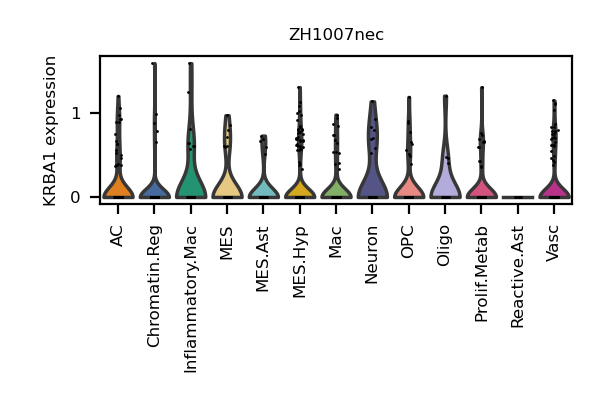 ZH1007nec
KRBA1 expression
1
0
AC
Chromatin.Reg
Inflammatory.Mac
MES
MES.Ast
MES.Hyp
Mac
Neuron
OPC
Oligo
Prolif.Metab
Reactive.Ast
Vasc